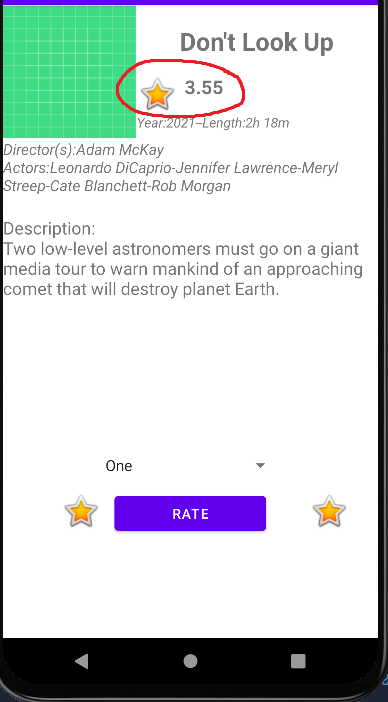 Don't Look Up
3.55
Year:2021--Length:2h 18m
Director(s):Adam McKay
Actors:Leonardo DiCaprio-Jennifer Lawrence-Meryl
Streep-Cate Blanchett-Rob Morgan
Description:
Two low-level astronomers must go on a giant
media tour to warn mankind of an approaching
comet that will destroy planet Earth.
One
RATE